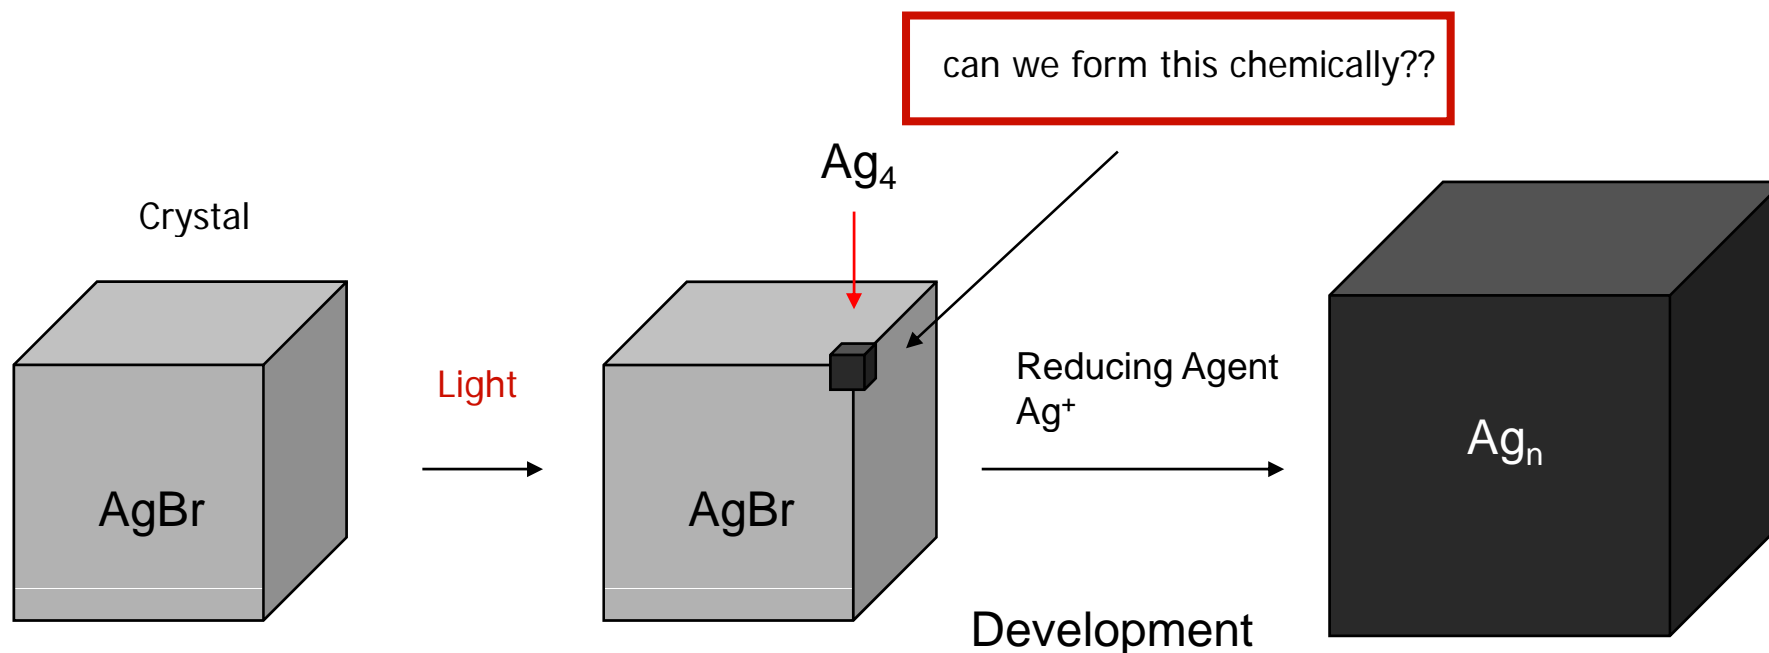 can we form this chemically??
Ag₄
Crystal
Light
Reducing Agent
Ag⁺
AgBr
AgBr
Agₙ
Development